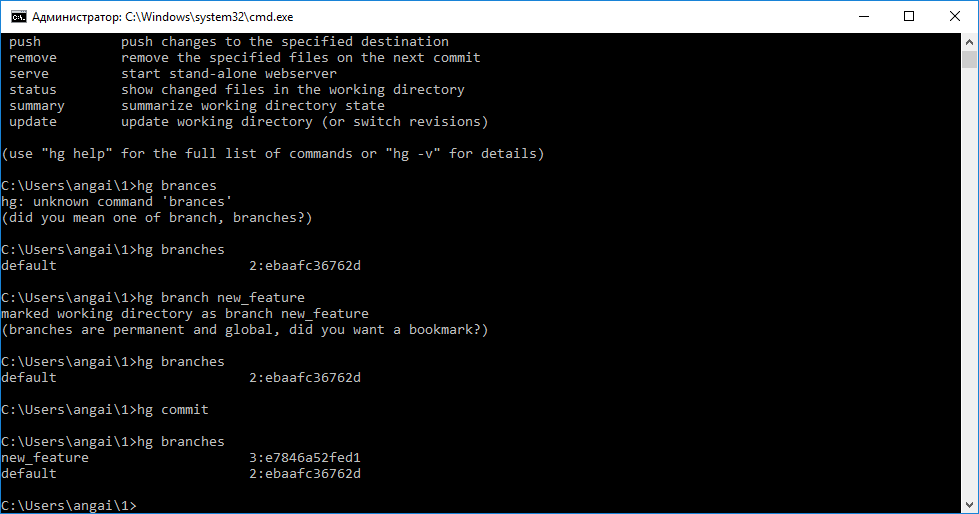 Администратор: C:\Windows\system32\cmd.exe
push          push changes to the specified destination
remove        remove the specified files on the next commit
serve         start stand-alone webserver
status        show changed files in the working directory
summary       summarize working directory state
update        update working directory (or switch revisions)
(use "hg help" for the full list of commands or "hg -v" for details)
C:\Users\angai\1>hg brances
hg: unknown command 'brances'
(did you mean one of branch, branches?)
C:\Users\angai\1>hg branches
default                        2:ebaafc36762d
C:\Users\angai\1>hg branch new_feature
marked working directory as branch new_feature
(branches are permanent and global, did you want a bookmark?)
C:\Users\angai\1>hg branches
default                        2:ebaafc36762d
C:\Users\angai\1>hg commit
C:\Users\angai\1>hg branches
new_feature                    3:e7846a52fed1
default                        2:ebaafc36762d
C:\Users\angai\1>